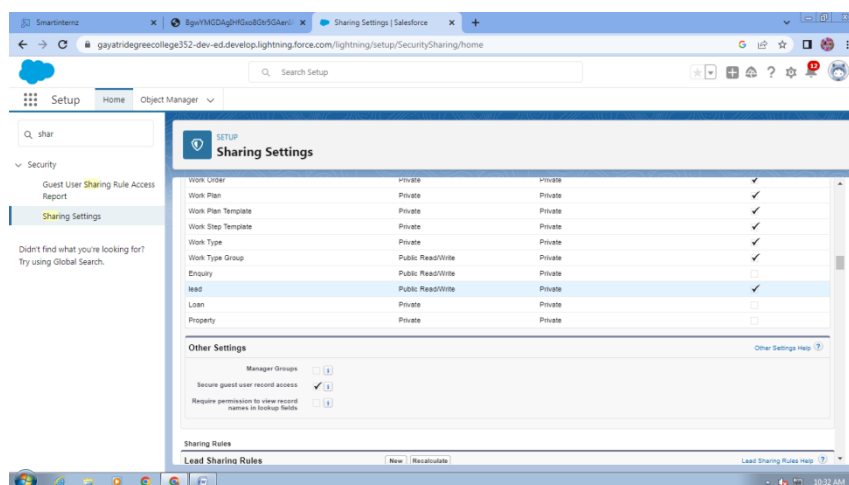 Smartinternz
BgwYMGDAgIHfGxo8Gtr5GAer
Sharing Settings | Salesforce
gayatridegreecollege352-dev-ed.develop.lightning.force.com/lightning/setup/SecuritySharing/home
Search Setup
12
Setup Home Object Manager
shar
SETUP
Sharing Settings
Security
Guest User Sharing Rule Access
Report
Sharing Settings
Didn't find what you're looking for?
Try using Global Search.
Work Order Private Private
Work Plan Private Private
Work Plan Template Private Private
Work Step Template Private Private
Work Type Private Private
Work Type Group Public Read/Write Private
Enquiry Public Read/Write Private
lead Public Read/Write Private
Loan Private Private
Property Private Private
Other Settings Other Settings Help ?
Manager Groups i
Secure guest user record access i
Require permission to view record i
names in lookup fields
Sharing Rules
Lead Sharing Rules New Recalculate Lead Sharing Rules Help ?
10:32 AM